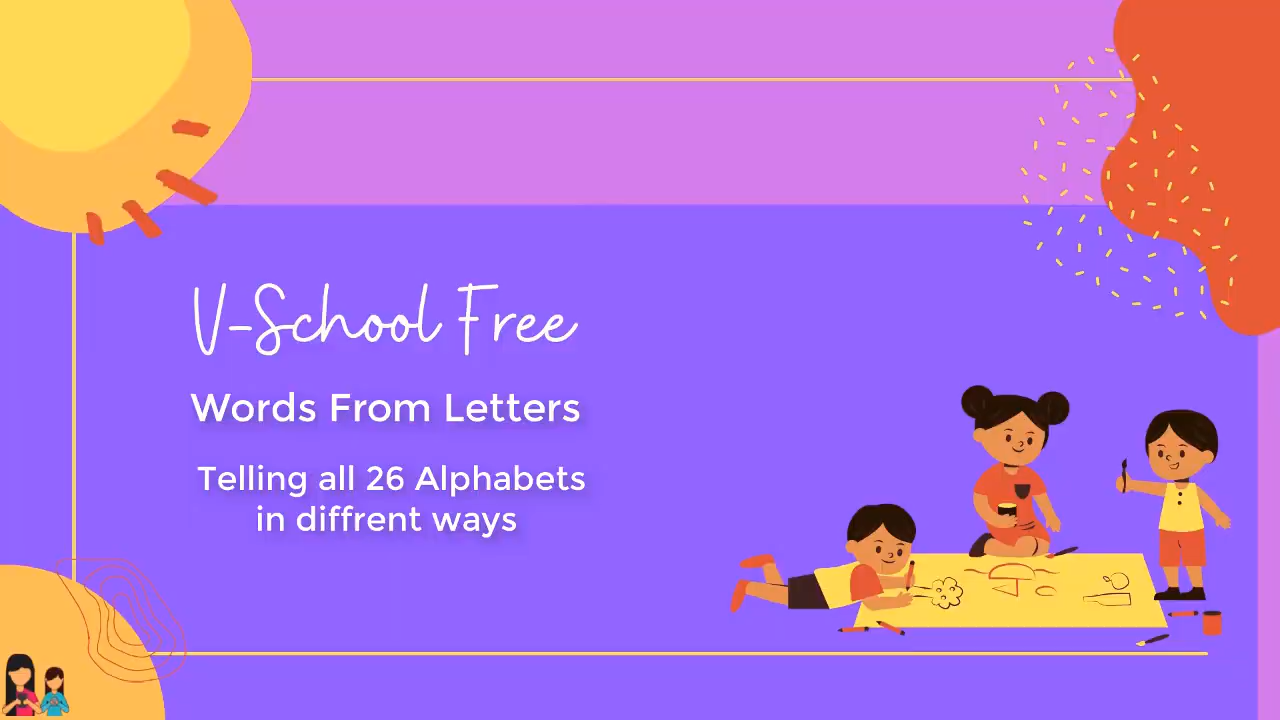 V-School Free
Words From Letters
Telling all 26 Alphabets
in diffrent ways